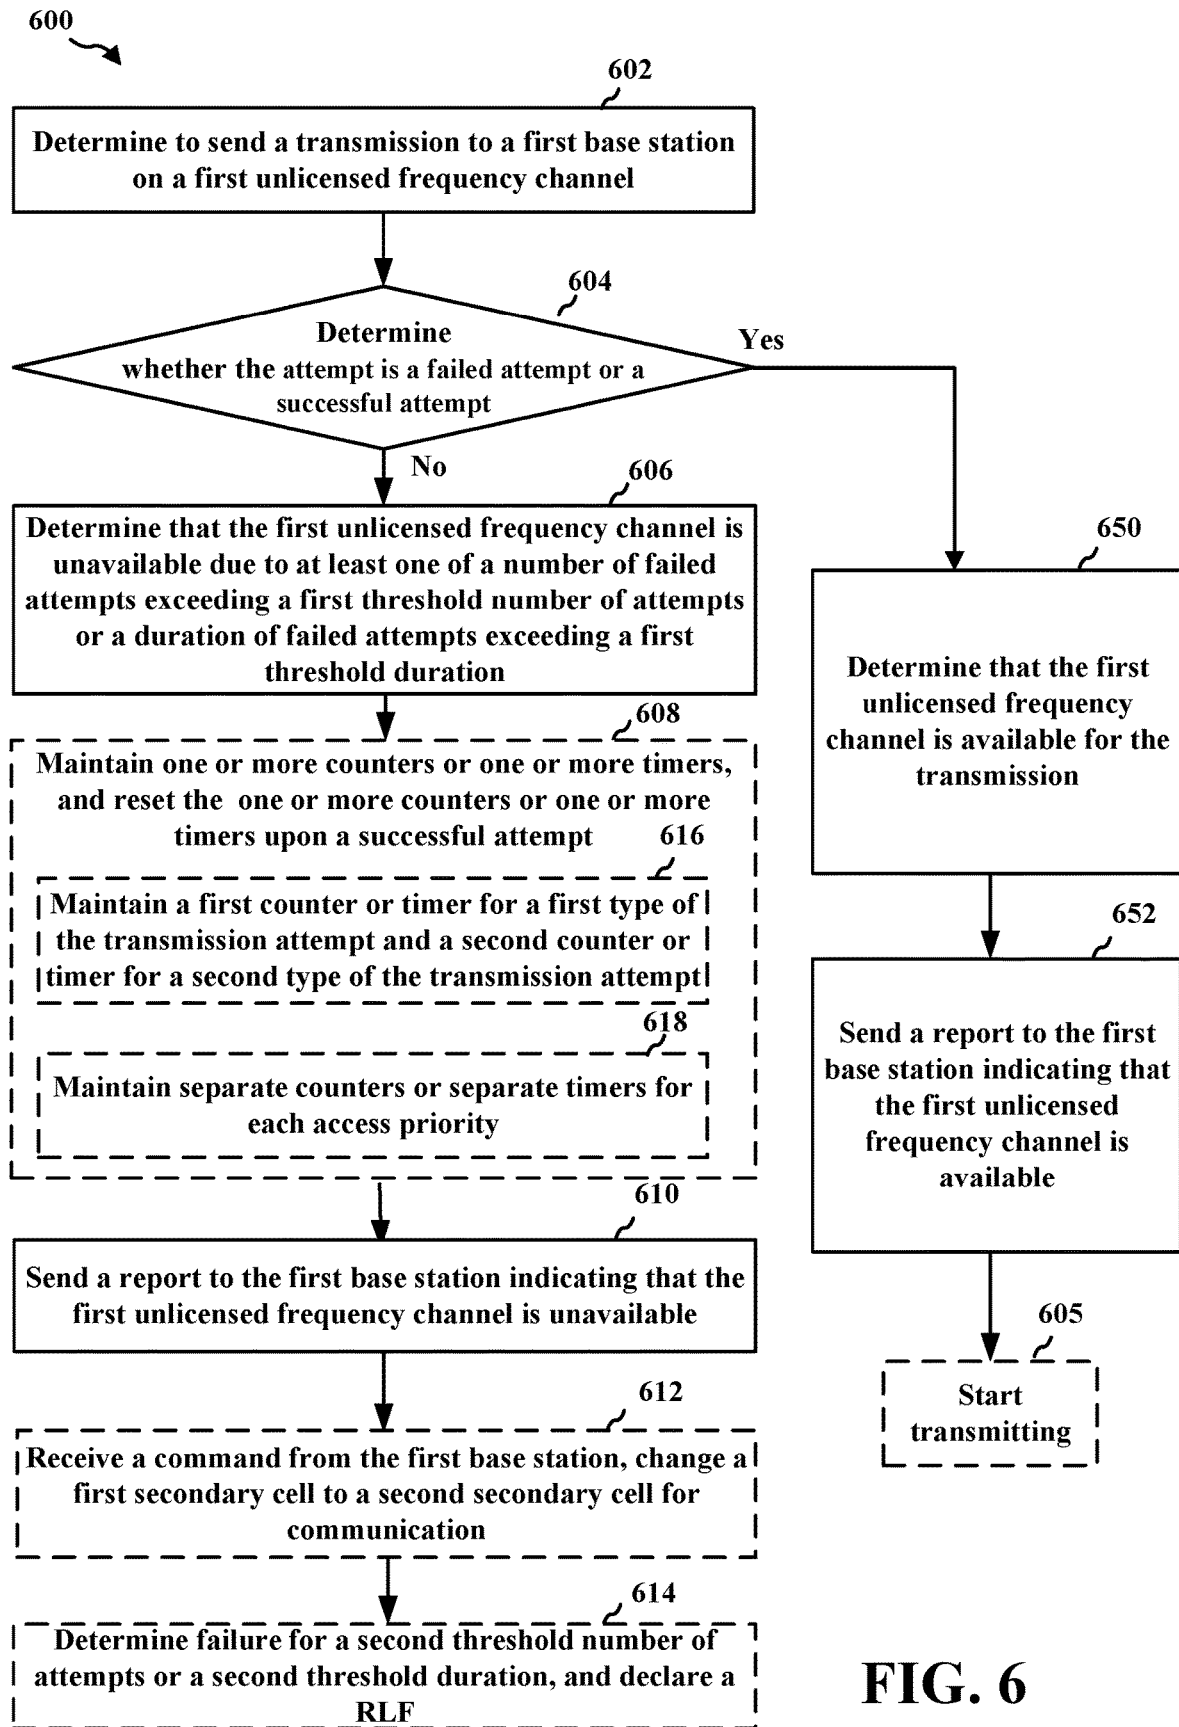 600
602
Determine to send a transmission to a first base station
on a first unlicensed frequency channel
604
Determine
whether the attempt is a failed attempt or a
successful attempt
Yes
No
606
Determine that the first unlicensed frequency channel is
unavailable due to at least one of a number of failed
attempts exceeding a first threshold number of attempts
or a duration of failed attempts exceeding a first
threshold duration
608
Maintain one or more counters or one or more timers,
and reset the one or more counters or one or more
timers upon a successful attempt
616
Maintain a first counter or timer for a first type of
the transmission attempt and a second counter or
timer for a second type of the transmission attempt
618
Maintain separate counters or separate timers for
each access priority
610
Send a report to the first base station indicating that the
first unlicensed frequency channel is unavailable
612
Receive a command from the first base station, change a
first secondary cell to a second secondary cell for
communication
614
Determine failure for a second threshold number of
attempts or a second threshold duration, and declare a
RLF
650
Determine that the first
unlicensed frequency
channel is available for the
transmission
652
Send a report to the first
base station indicating that
the first unlicensed
frequency channel is
available
605
Start
transmitting
FIG. 6